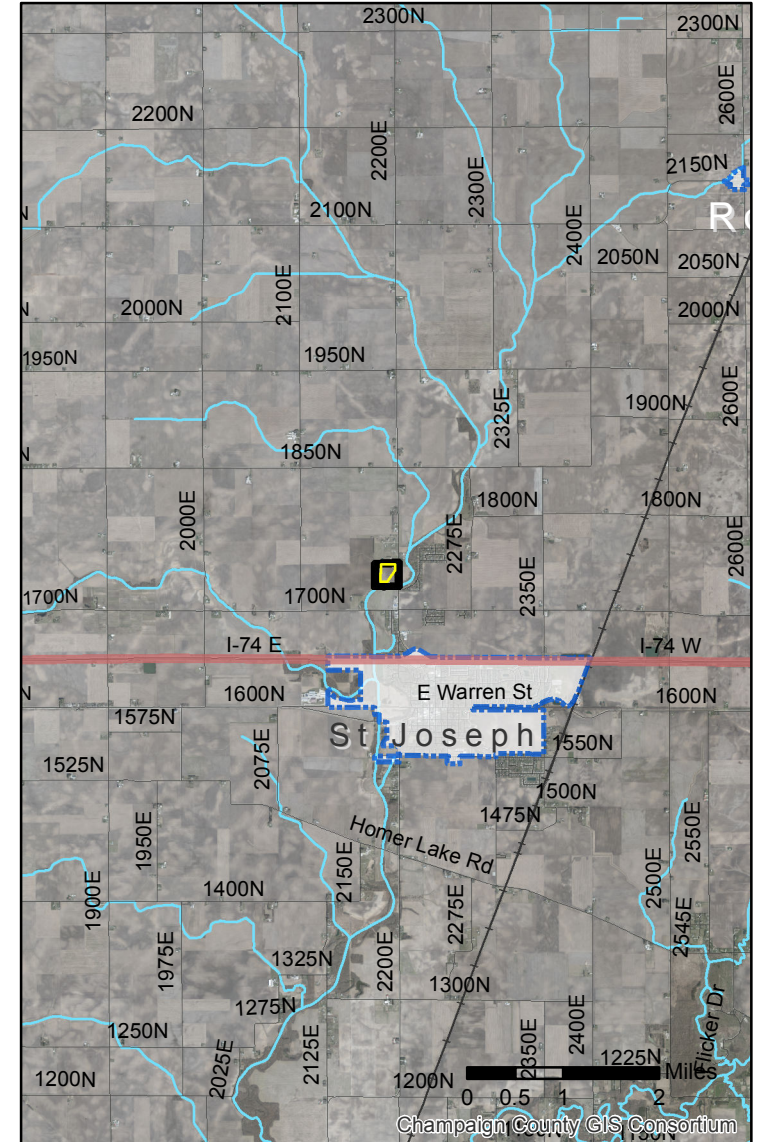 2300N
2300N
2600E
2200N
2200E
2150N
2300E
2100N
R
2400E
2050N
2050N
2100E
2000N
2000N
1950N
1950N
2325E
1900N
2600E
1850N
2000E
1800N
1800N
2275E
2600E
2350E
1700N
1700N
I-74 E
I-74 W
E Warren St
1600N
1600N
1575N
St Joseph
1550N
2075E
1525N
1500N
1475N
Homer Lake Rd
1950E
2150E
2550E
1900E
1400N
2500E
2275E
2545E
1975E
1325N
2200E
1300N
1275N
1250N
2400E
Flicker Dr
2025E
2125E
2350E
1225N
1200N
1200N
Miles
0 0.5 1 2
Champaign County GIS Consortium